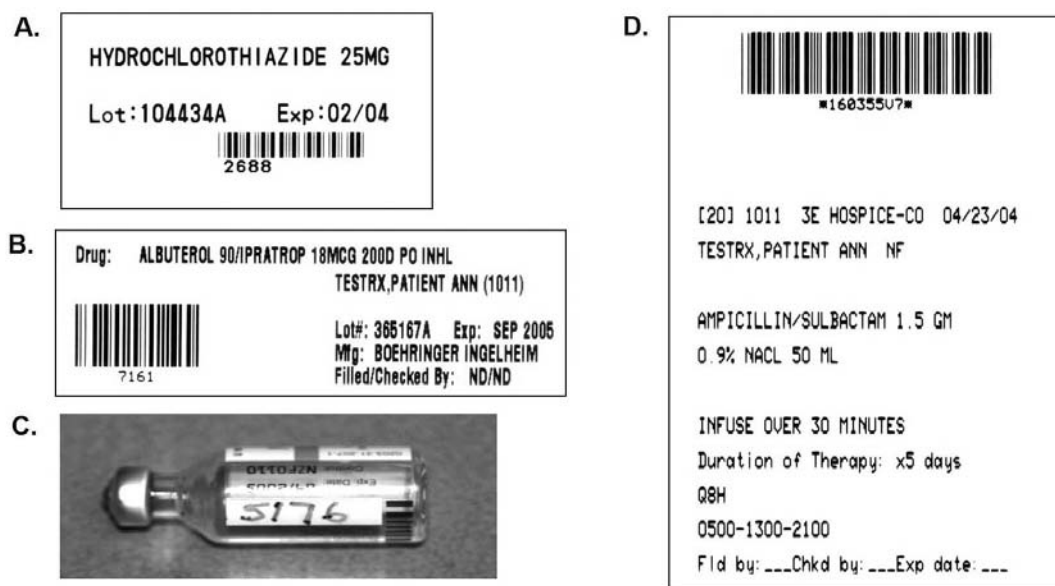 A.
HYDROCHLOROTHIAZIDE 25MG
Lot:104434A Exp:02/04
2688
B.
Drug: ALBUTEROL 90/IPRATROP 18MCG 200D PO INHL
TESTRX,PATIENT ANN (1011)
Lot#: 365167A Exp: SEP 2005
Mfg: BOEHRINGER INGELHEIM
Filled/Checked By: ND/ND
7161
C.
NZF0110
Exp. Date:
5176
D.
*160355V7*
[20] 1011 3E HOSPICE-CO 04/23/04
TESTRX,PATIENT ANN NF
AMPICILLIN/SULBACTAM 1.5 GM
0.9% NACL 50 ML
INFUSE OVER 30 MINUTES
Duration of Therapy: x5 days
Q8H
0500-1300-2100
Fld by:___Chkd by:___Exp date:___